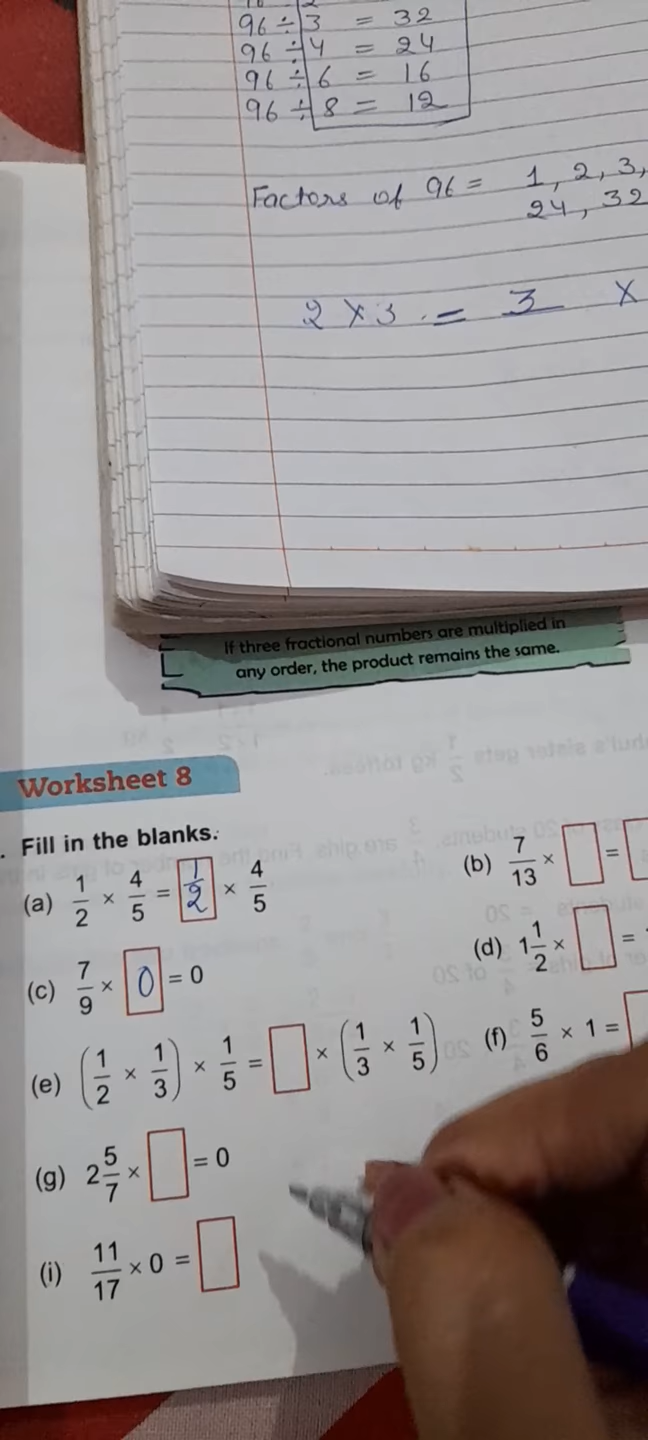 96 ÷ 3 = 32
96 ÷ 4 = 24
96 ÷ 6 = 16
96 ÷ 8 = 12
Factors of 96 = 1, 2, 3,
24, 32
2 × 3 . = 3 ×
If three fractional numbers are multiplied in
any order, the product remains the same.
Worksheet 8
. Fill in the blanks.
(a) 1/2 × 4/5 = 1/2 × 4/5
(b) 7/13 × □ = □
(c) 7/9 × 0 = 0
(d) 1 1/2 × □ =
(e) (1/2 × 1/3) × 1/5 = □ × (1/3 × 1/5)
(f) 5/6 × 1 = □
(g) 2 5/7 × □ = 0
(i) 11/17 × 0 = □